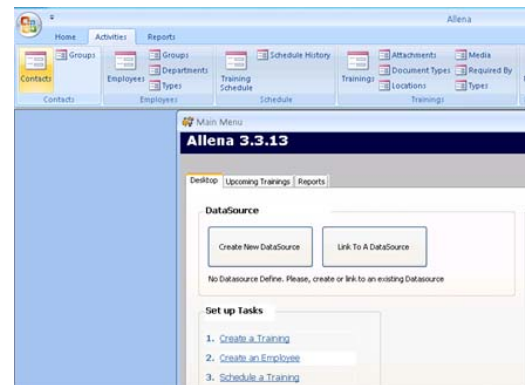 Allena
Home Activities Reports
Contacts
Groups
Contacts
Employees
Groups
Departments
Types
Employees
Training Schedule
Schedule History
Schedule
Trainings
Attachments
Document Types
Locations
Media
Required By
Types
Trainings
Main Menu
Allena 3.3.13
Desktop Upcoming Trainings Reports
DataSource
Create New DataSource Link To A DataSource
No Datasource Define. Please, create or link to an existing Datasource
Set up Tasks
1. Create a Training
2. Create an Employee
3. Schedule a Training